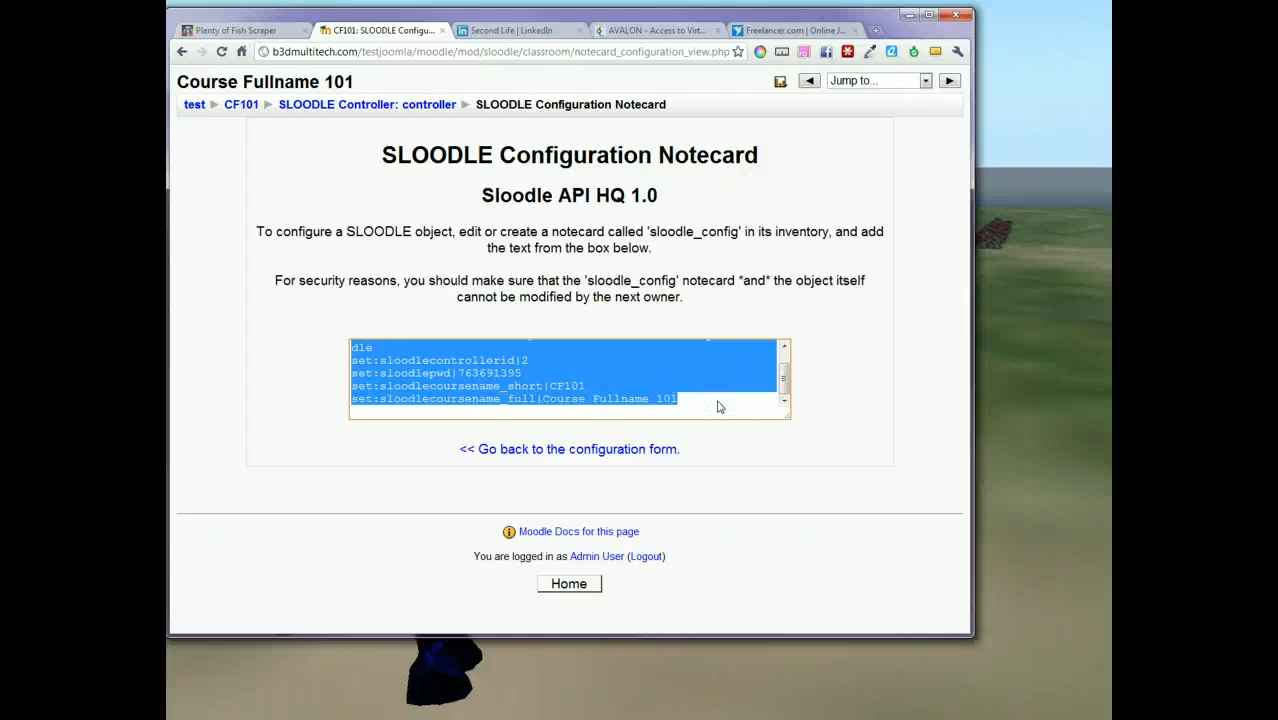 Plenty of Fish Scraper
CF101: SLOODLE Configu...
Second Life | LinkedIn
AVALON - Access to Virt...
Freelancer.com | Online J...
b3dmultitech.com/testjoomla/moodle/mod/sloodle/classroom/notecard_configuration_view.php
Course Fullname 101
Jump to...
test ► CF101 ► SLOODLE Controller: controller ► SLOODLE Configuration Notecard
SLOODLE Configuration Notecard
Sloodle API HQ 1.0
To configure a SLOODLE object, edit or create a notecard called 'sloodle_config' in its inventory, and add
the text from the box below.
For security reasons, you should make sure that the 'sloodle_config' notecard *and* the object itself
cannot be modified by the next owner.
dle
set:sloodlecontrollerid|2
set:sloodlepwd|763691395
set:sloodlecoursename_short|CF101
set:sloodlecoursename_full|Course Fullname 101
<< Go back to the configuration form.
Moodle Docs for this page
You are logged in as Admin User (Logout)
Home